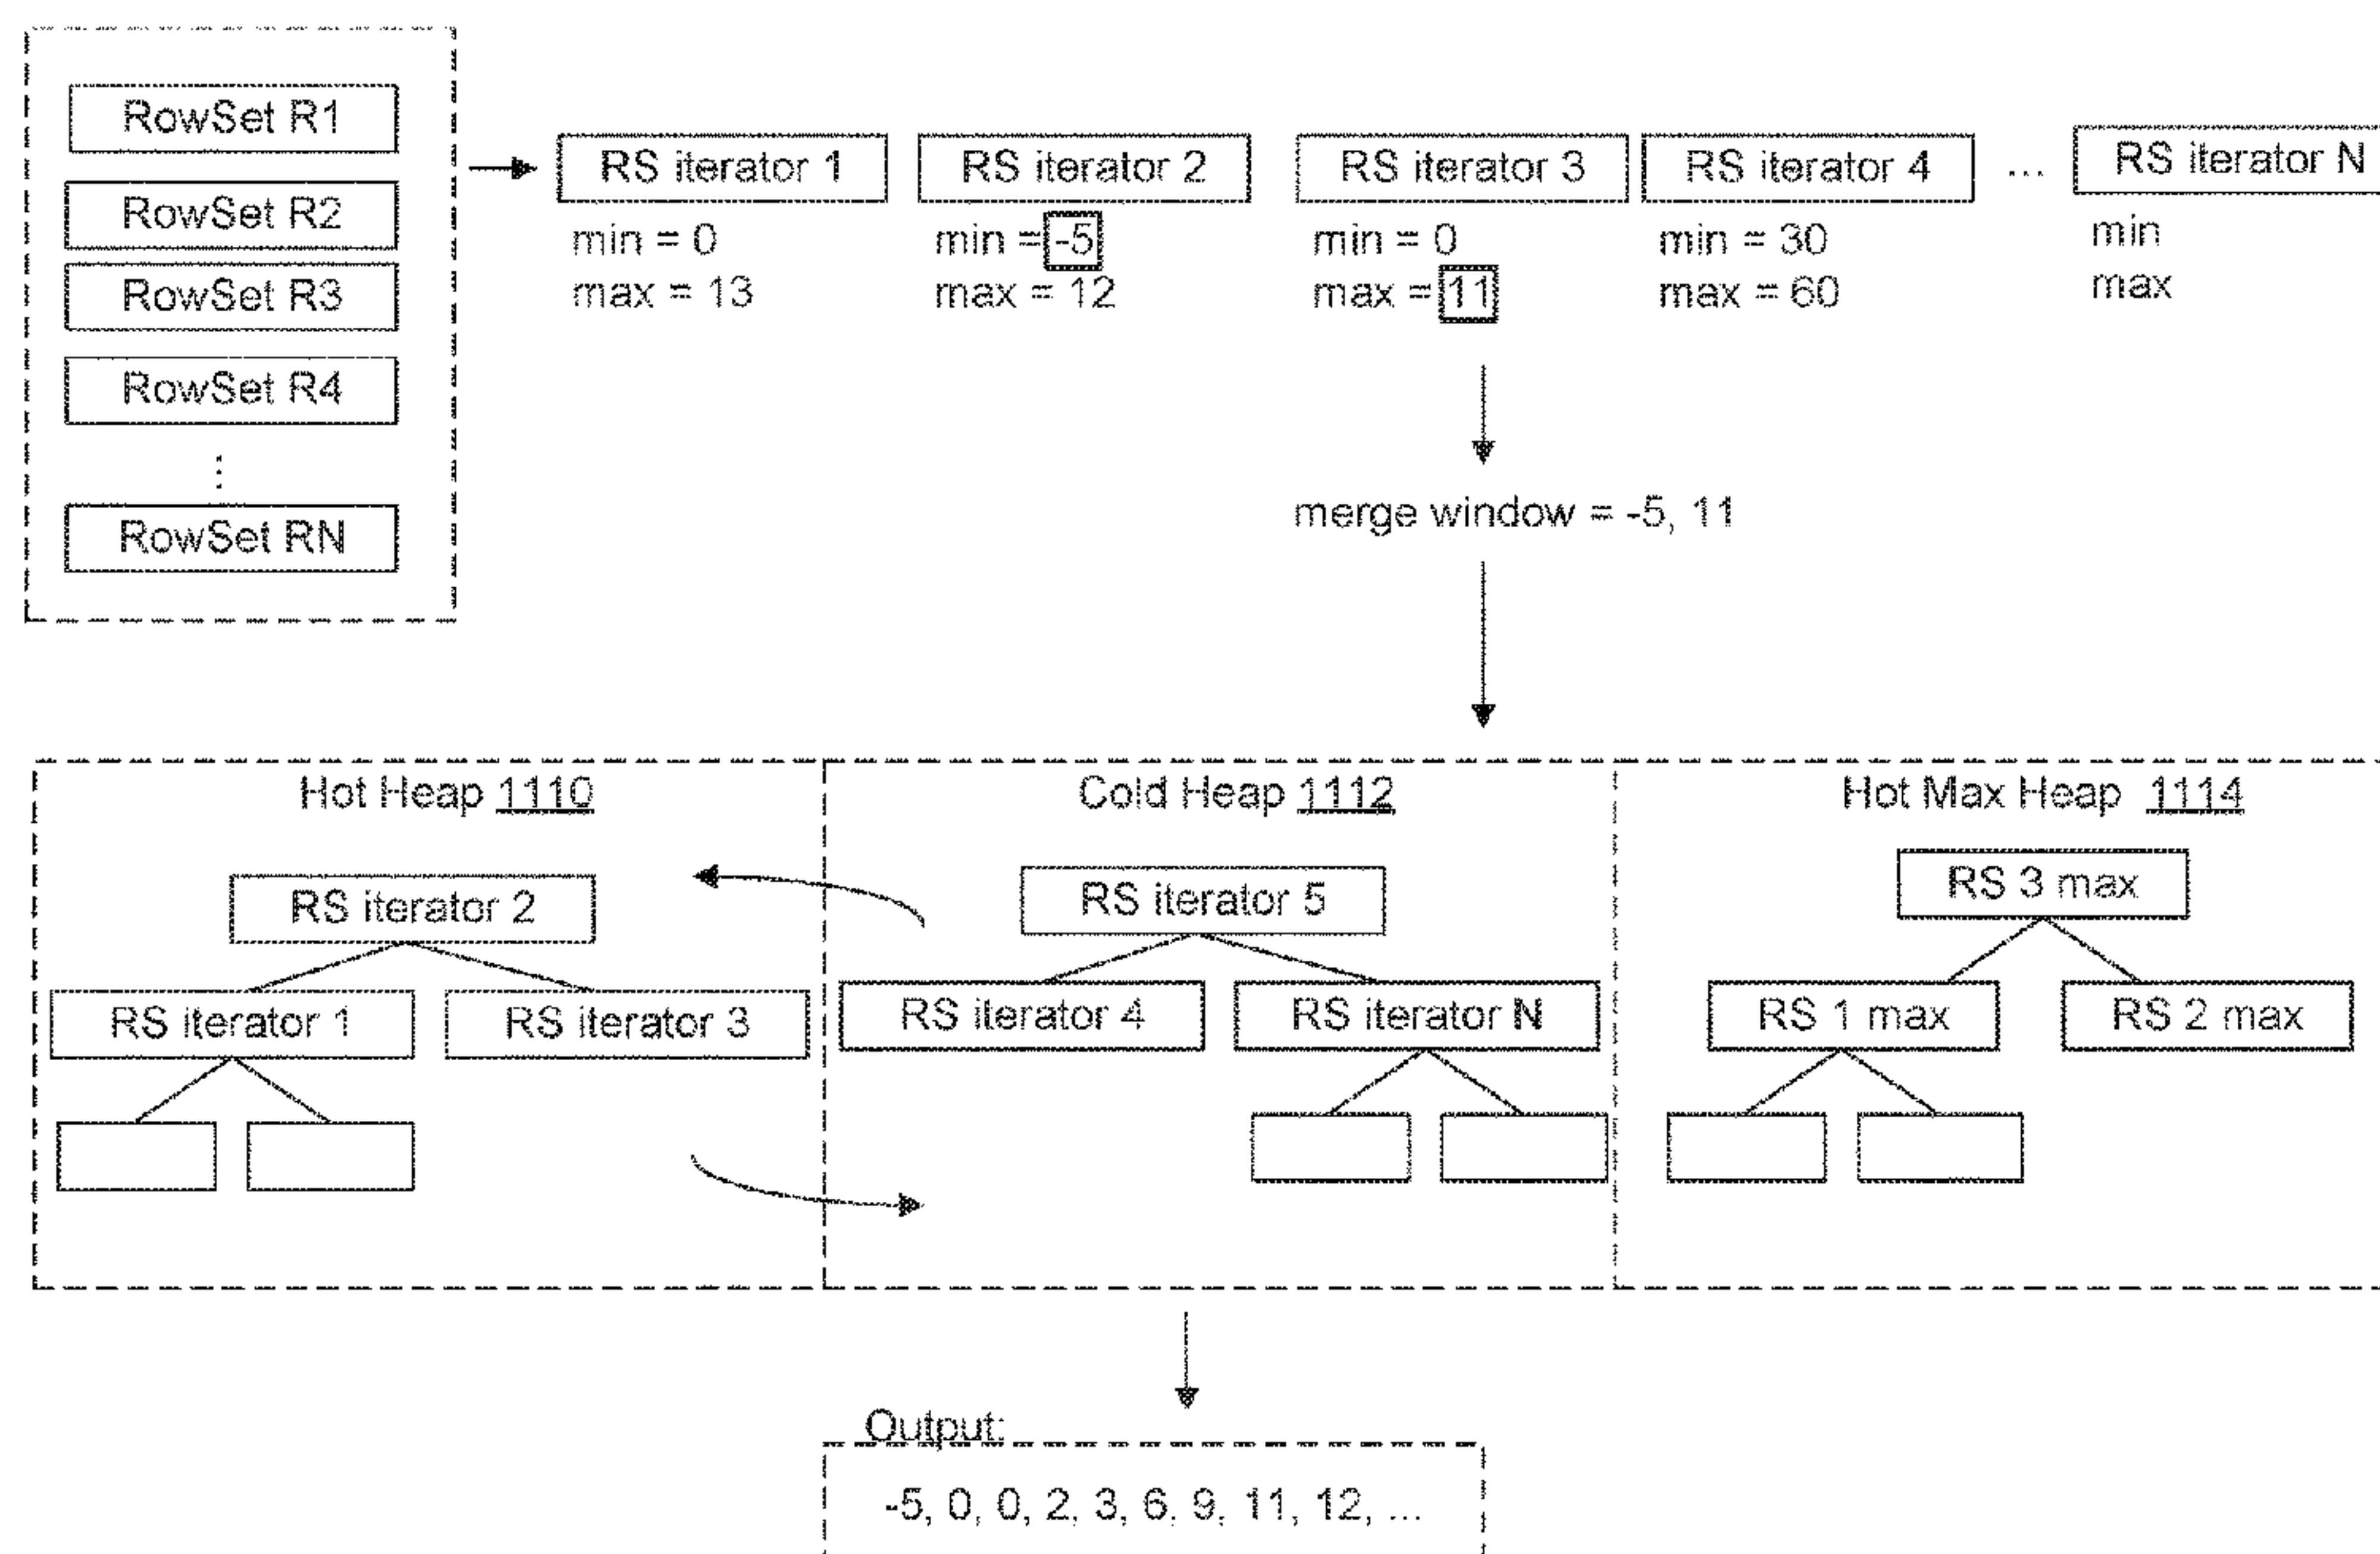 RowSet R1
RowSet R2
RowSet R3
RowSet R4
⋮
RowSet RN
RS iterator 1
min = 0
max = 13
RS iterator 2
min = -5
max = 12
RS iterator 3
min = 0
max = 11
RS iterator 4
min = 30
max = 60
...
RS iterator N
min
max
merge window = -5, 11
Hot Heap 1110
RS iterator 2
RS iterator 1
RS iterator 3
Cold Heap 1112
RS iterator 5
RS iterator 4
RS iterator N
Hot Max Heap 1114
RS 3 max
RS 1 max
RS 2 max
Output:
-5, 0, 0, 2, 3, 6, 9, 11, 12, ...